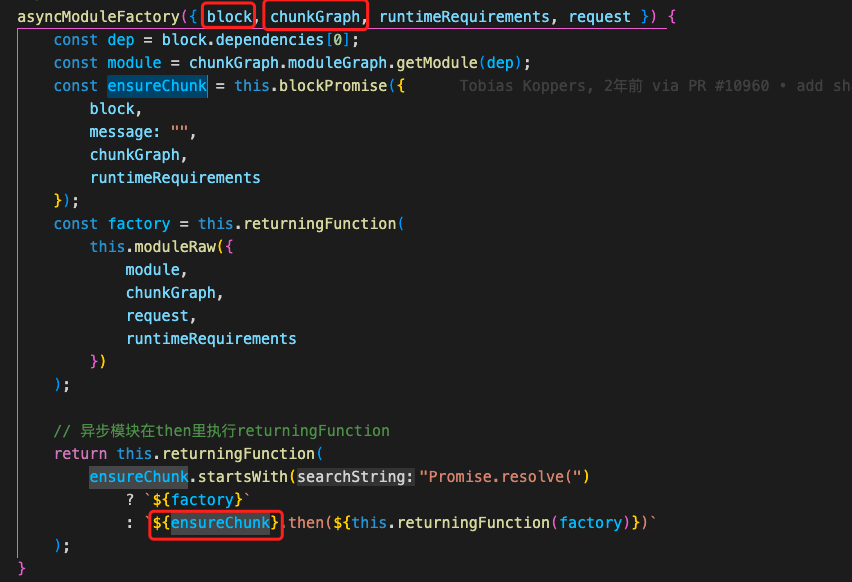 asyncModuleFactory({ block, chunkGraph, runtimeRequirements, request }) {
const dep = block.dependencies[0];
const module = chunkGraph.moduleGraph.getModule(dep);
const ensureChunk = this.blockPromise({ Tobias Koppers, 2年前 via PR #10960 • add sh
block,
message: "",
chunkGraph,
runtimeRequirements
});
const factory = this.returningFunction(
this.moduleRaw({
module,
chunkGraph,
request,
runtimeRequirements
})
);
// 异步模块在then里执行returningFunction
return this.returningFunction(
ensureChunk.startsWith(searchString: "Promise.resolve(")
? `${factory}`
: `${ensureChunk}.then(${this.returningFunction(factory)})`
);
}